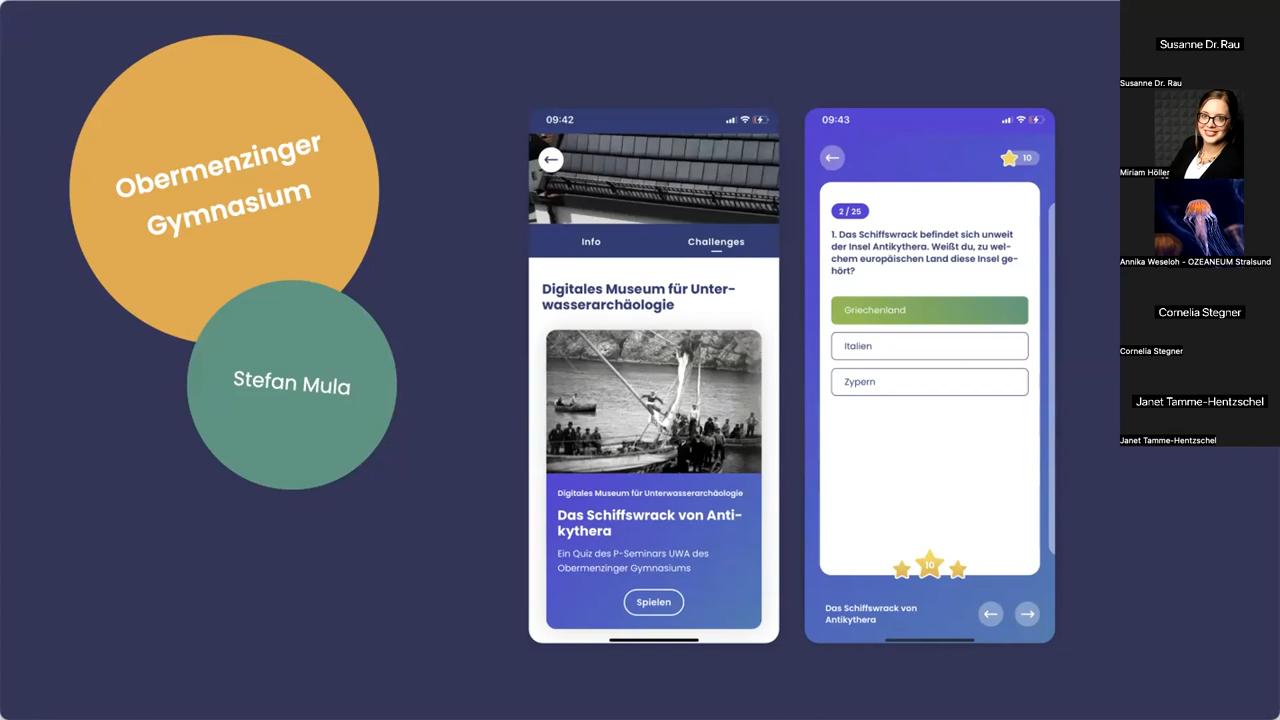 Obermenzinger
Gymnasium
Stefan Mula
09:42
Info
Challenges
Digitales Museum für Unter-
wasserarchäologie
Digitales Museum für Unterwasserarchäologie
Das Schiffswrack von Anti-
kythera
Ein Quiz des P-Seminars UWA des
Obermenzinger Gymnasiums
Spielen
09:43
10
2 / 25
1. Das Schiffswrack befindet sich unweit
der Insel Antikythera. Weißt du, zu wel-
chem europäischen Land diese Insel ge-
hört?
Griechenland
Italien
Zypern
10
Das Schiffswrack von
Antikythera
Susanne Dr. Rau
Susanne Dr. Rau
Miriam Höller
Annika Weseloh - OZEANEUM Stralsund
Cornelia Stegner
Cornelia Stegner
Janet Tamme-Hentzschel
Janet Tamme-Hentzschel